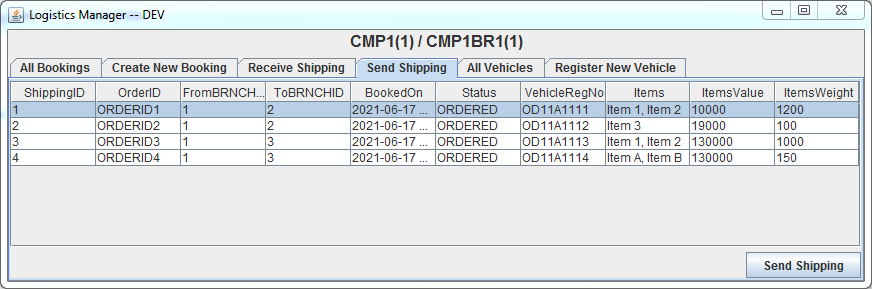 Logistics Manager -- DEV
CMP1(1) / CMP1BR1(1)
All Bookings Create New Booking Receive Shipping Send Shipping All Vehicles Register New Vehicle
ShippingID OrderID FromBRNCH... ToBRNCHID BookedOn Status VehicleRegNo Items ItemsValue ItemsWeight
1 ORDERID1 1 2 2021-06-17 ... ORDERED OD11A1111 Item 1, Item 2 10000 1200
2 ORDERID2 1 2 2021-06-17 ... ORDERED OD11A1112 Item 3 19000 100
3 ORDERID3 1 3 2021-06-17 ... ORDERED OD11A1113 Item 1, Item 2 130000 1000
4 ORDERID4 1 3 2021-06-17 ... ORDERED OD11A1114 Item A, Item B 130000 150
Send Shipping